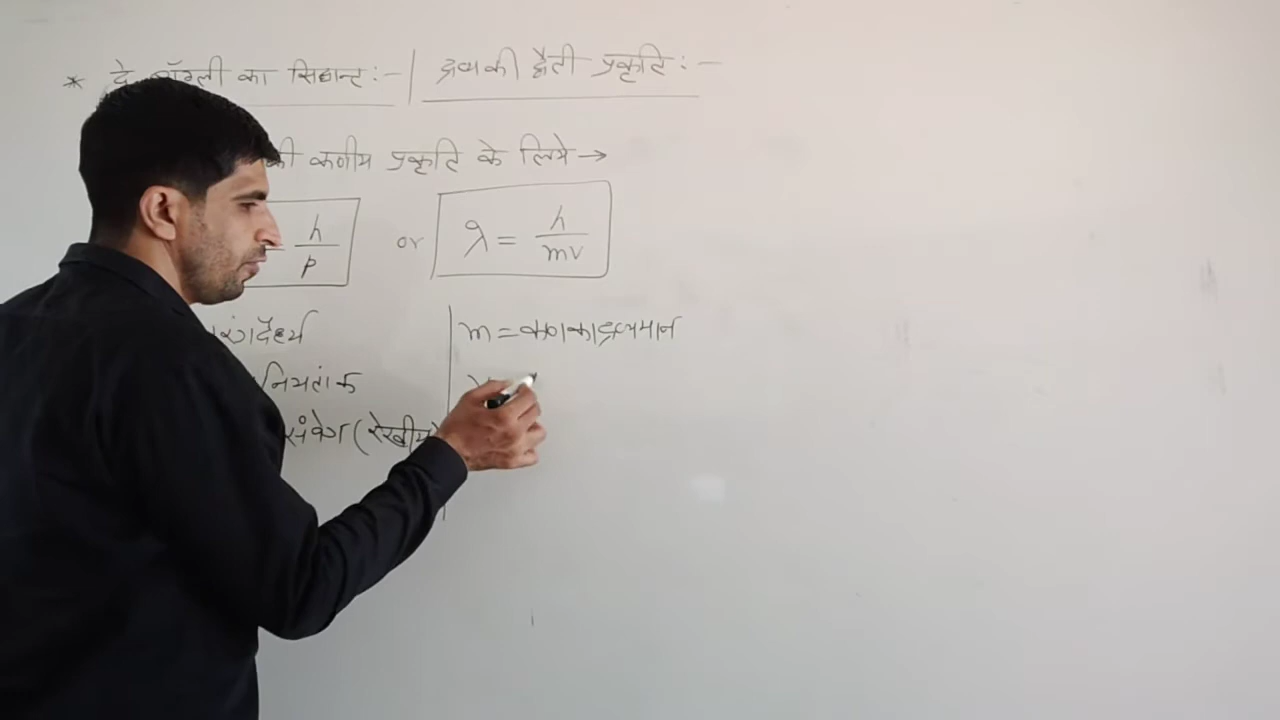 * दे ब्रॉग्ली का सिद्धान्त :- | द्रव्य की द्वैती प्रकृति :-
की कणीय प्रकृति के लिये →
= h/p or λ = h/mv
तरंगदैर्ध्य
नियतांक
संवेग (रेखीय)
m = कण का द्रव्यमान
v